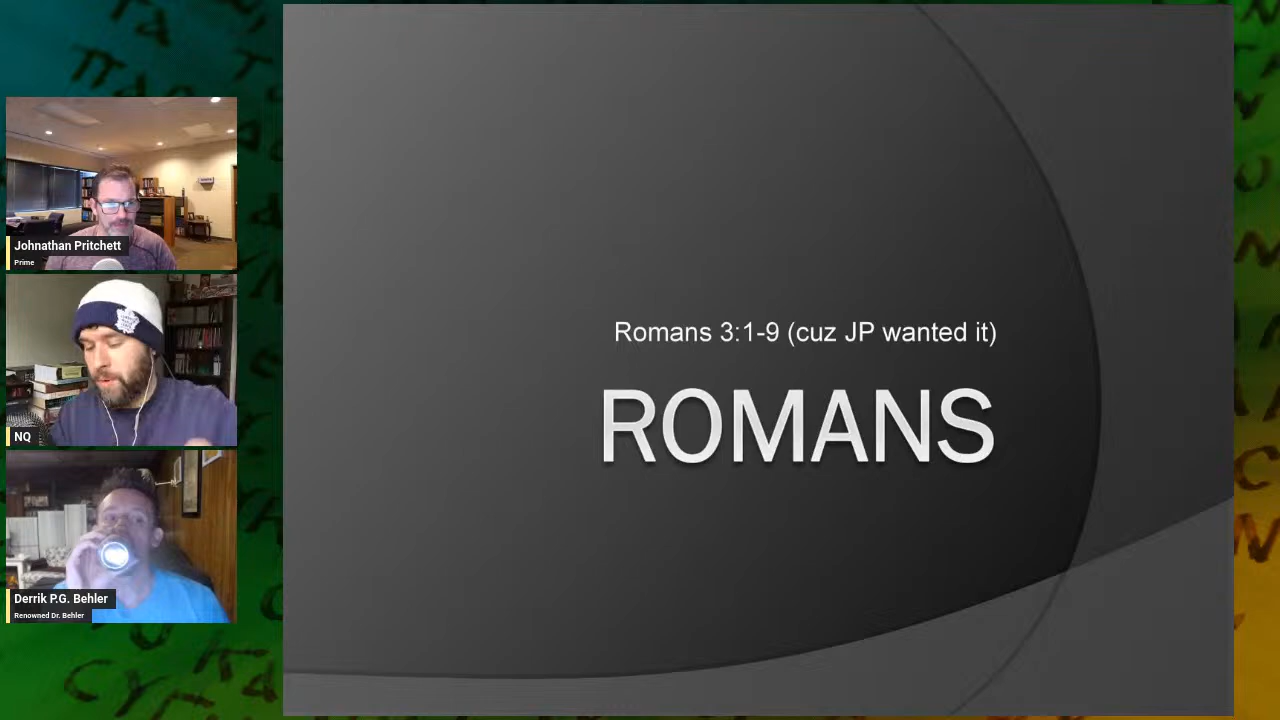 Johnathan Pritchett
Prime
NQ
Derrik P.G. Behler
Renowned Dr. Behler
Romans 3:1-9 (cuz JP wanted it)
ROMANS